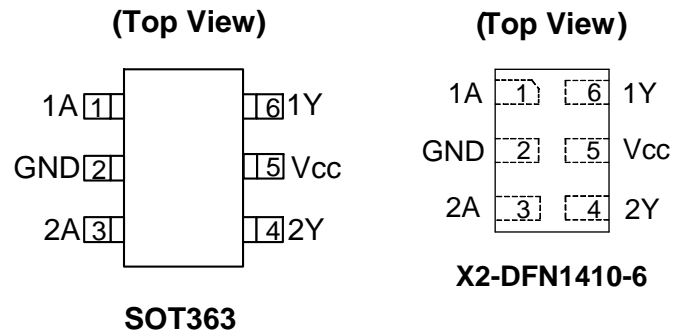 (Top View)
1A 1 6 1Y
GND 2 5 Vcc
2A 3 4 2Y
SOT363
(Top View)
1A 1 6 1Y
GND 2 5 Vcc
2A 3 4 2Y
X2-DFN1410-6